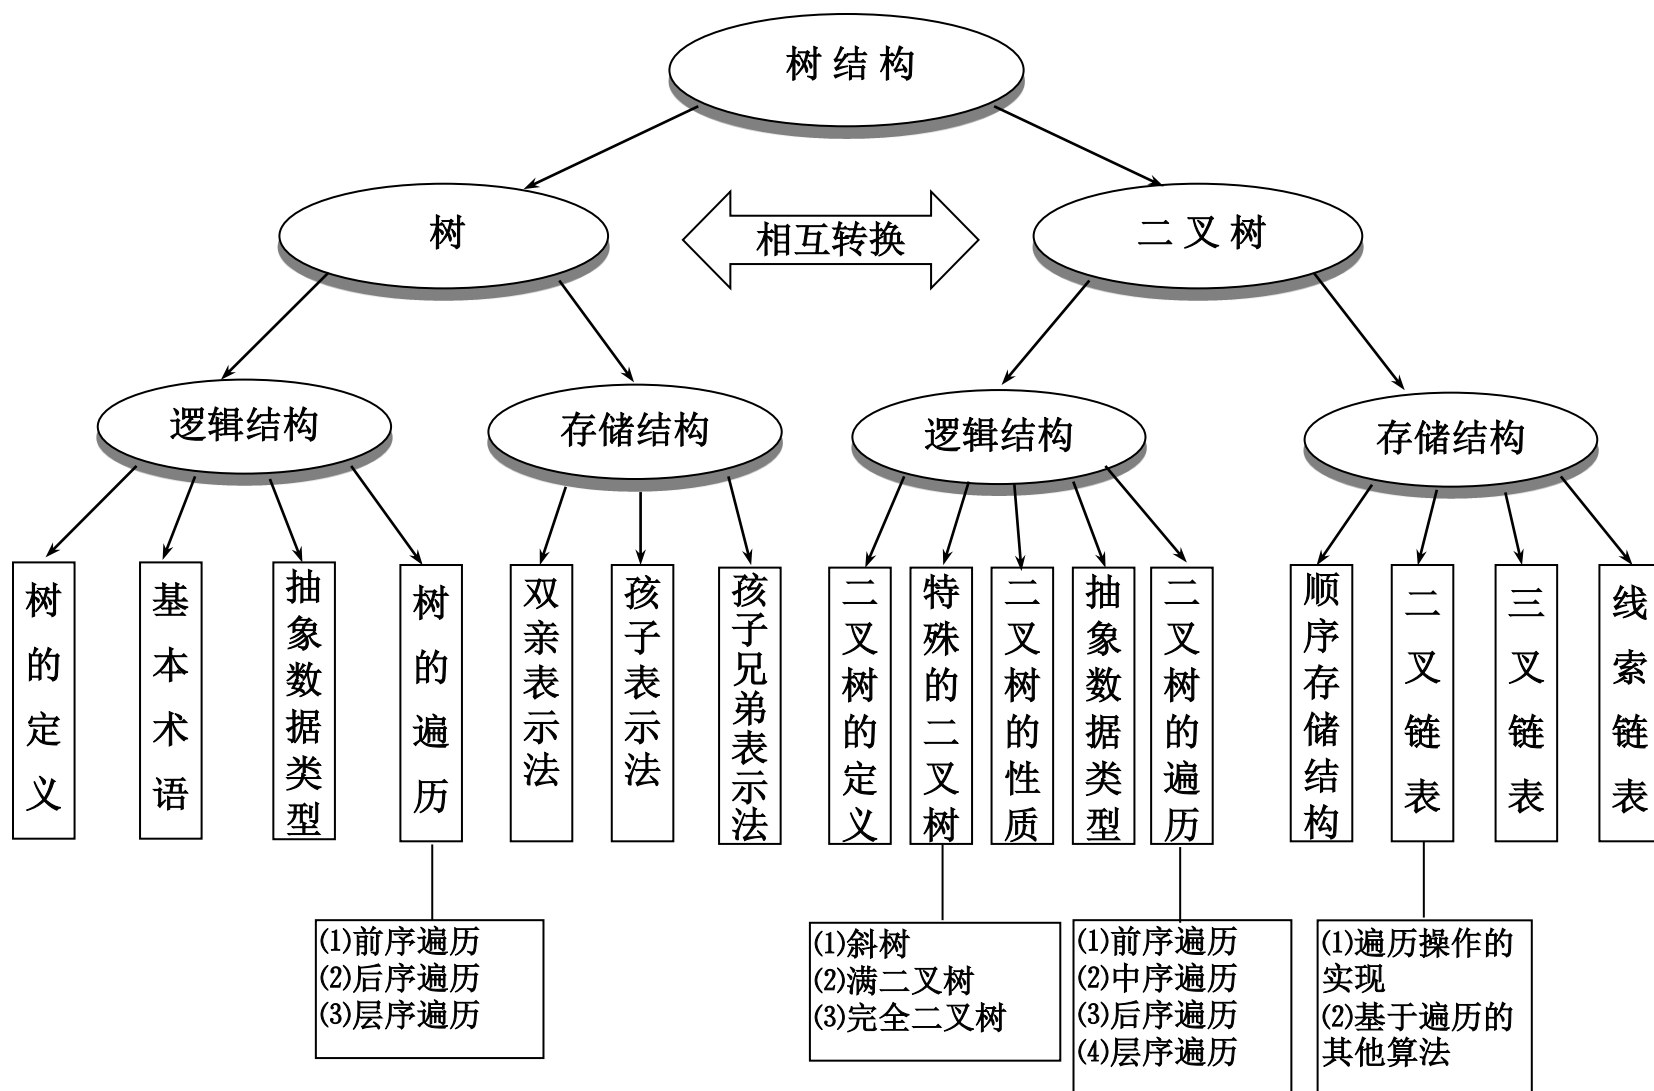 树 结 构
树
相互转换
二 叉 树
逻辑结构
存储结构
逻辑结构
存储结构
树的定义
基本术语
抽象数据类型
树的遍历
双亲表示法
孩子表示法
孩子兄弟表示法
二叉树的定义
特殊的二叉树
二叉树的性质
抽象数据类型
二叉树的遍历
顺序存储结构
二叉链表
三叉链表
线索链表
⑴前序遍历
⑵后序遍历
⑶层序遍历
⑴斜树
⑵满二叉树
⑶完全二叉树
⑴前序遍历
⑵中序遍历
⑶后序遍历
⑷层序遍历
⑴遍历操作的
实现
⑵基于遍历的
其他算法